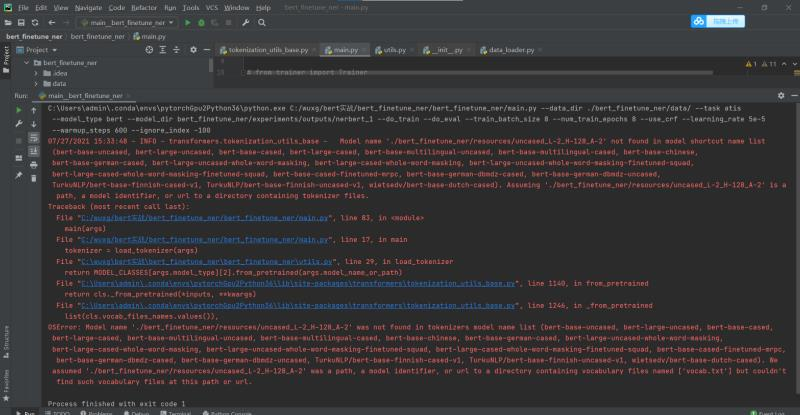 File Edit View Navigate Code Refactor Run Tools VCS Window Help bert_finetune_ner - main.py
main__bert_finetune_ner
拖拽上传
bert_finetune_ner bert_finetune_ner main.py
Project
tokenization_utils_base.py main.py utils.py __init__.py data_loader.py
bert_finetune_ner
.idea
data
# from trainer import Trainer
1 11
Run: main__bert_finetune_ner
C:\Users\admin\.conda\envs\pytorchGpu2Python36\python.exe C:/wuxg/bert实战/bert_finetune_ner/bert_finetune_ner/main.py --data_dir ./bert_finetune_ner/data/ --task atis
--model_type bert --model_dir bert_finetune_ner/experiments/outputs/nerbert_1 --do_train --do_eval --train_batch_size 8 --num_train_epochs 8 --use_crf --learning_rate 5e-5
--warmup_steps 600 --ignore_index -100
07/27/2021 15:33:48 - INFO - transformers.tokenization_utils_base - Model name './bert_finetune_ner/resources/uncased_L-2_H-128_A-2' not found in model shortcut name list
(bert-base-uncased, bert-large-uncased, bert-base-cased, bert-large-cased, bert-base-multilingual-uncased, bert-base-multilingual-cased, bert-base-chinese,
bert-base-german-cased, bert-large-uncased-whole-word-masking, bert-large-cased-whole-word-masking, bert-large-uncased-whole-word-masking-finetuned-squad,
bert-large-cased-whole-word-masking-finetuned-squad, bert-base-cased-finetuned-mrpc, bert-base-german-dbmdz-cased, bert-base-german-dbmdz-uncased,
TurkuNLP/bert-base-finnish-cased-v1, TurkuNLP/bert-base-finnish-uncased-v1, wietsedv/bert-base-dutch-cased). Assuming './bert_finetune_ner/resources/uncased_L-2_H-128_A-2' is a
path, a model identifier, or url to a directory containing tokenizer files.
Traceback (most recent call last):
File "C:/wuxg/bert实战/bert_finetune_ner/bert_finetune_ner/main.py", line 83, in <module>
main(args)
File "C:/wuxg/bert实战/bert_finetune_ner/bert_finetune_ner/main.py", line 17, in main
tokenizer = load_tokenizer(args)
File "C:\wuxg\bert实战\bert_finetune_ner\bert_finetune_ner\utils.py", line 29, in load_tokenizer
return MODEL_CLASSES[args.model_type][2].from_pretrained(args.model_name_or_path)
File "C:\Users\admin\.conda\envs\pytorchGpu2Python36\lib\site-packages\transformers\tokenization_utils_base.py", line 1140, in from_pretrained
return cls._from_pretrained(*inputs, **kwargs)
File "C:\Users\admin\.conda\envs\pytorchGpu2Python36\lib\site-packages\transformers\tokenization_utils_base.py", line 1246, in _from_pretrained
list(cls.vocab_files_names.values()),
OSError: Model name './bert_finetune_ner/resources/uncased_L-2_H-128_A-2' was not found in tokenizers model name list (bert-base-uncased, bert-large-uncased, bert-base-cased,
bert-large-cased, bert-base-multilingual-uncased, bert-base-multilingual-cased, bert-base-chinese, bert-base-german-cased, bert-large-uncased-whole-word-masking,
bert-large-cased-whole-word-masking, bert-large-uncased-whole-word-masking-finetuned-squad, bert-large-cased-whole-word-masking-finetuned-squad, bert-base-cased-finetuned-mrpc,
bert-base-german-dbmdz-cased, bert-base-german-dbmdz-uncased, TurkuNLP/bert-base-finnish-cased-v1, TurkuNLP/bert-base-finnish-uncased-v1, wietsedv/bert-base-dutch-cased). We
assumed './bert_finetune_ner/resources/uncased_L-2_H-128_A-2' was a path, a model identifier, or url to a directory containing vocabulary files named ['vocab.txt'] but couldn't
find such vocabulary files at this path or url.
Process finished with exit code 1
Project
Structure
Favorites
Run TODO Problems Debug Terminal Python Console Event Log